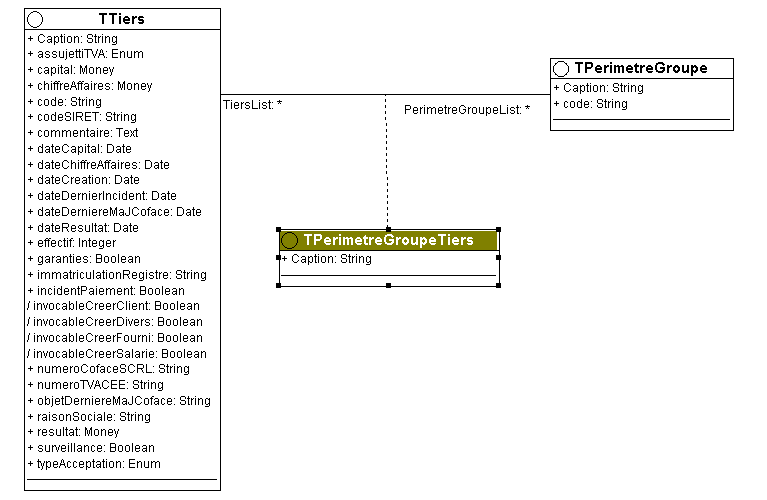 TTiers
+ Caption: String
+ assujettiTVA: Enum
+ capital: Money
+ chiffreAffaires: Money
+ code: String
+ codeSIRET: String
+ commentaire: Text
+ dateCapital: Date
+ dateChiffreAffaires: Date
+ dateCreation: Date
+ dateDernierIncident: Date
+ dateDerniereMaJCoface: Date
+ dateResultat: Date
+ effectif: Integer
+ garanties: Boolean
+ immatriculationRegistre: String
+ incidentPaiement: Boolean
/ invocableCreerClient: Boolean
/ invocableCreerDivers: Boolean
/ invocableCreerFourni: Boolean
/ invocableCreerSalarie: Boolean
+ numeroCofaceSCRL: String
+ numeroTVACEE: String
+ objetDerniereMaJCoface: String
+ raisonSociale: String
+ resultat: Money
+ surveillance: Boolean
+ typeAcceptation: Enum
TiersList: *
PerimetreGroupeList: *
TPerimetreGroupe
+ Caption: String
+ code: String
TPerimetreGroupeTiers
+ Caption: String